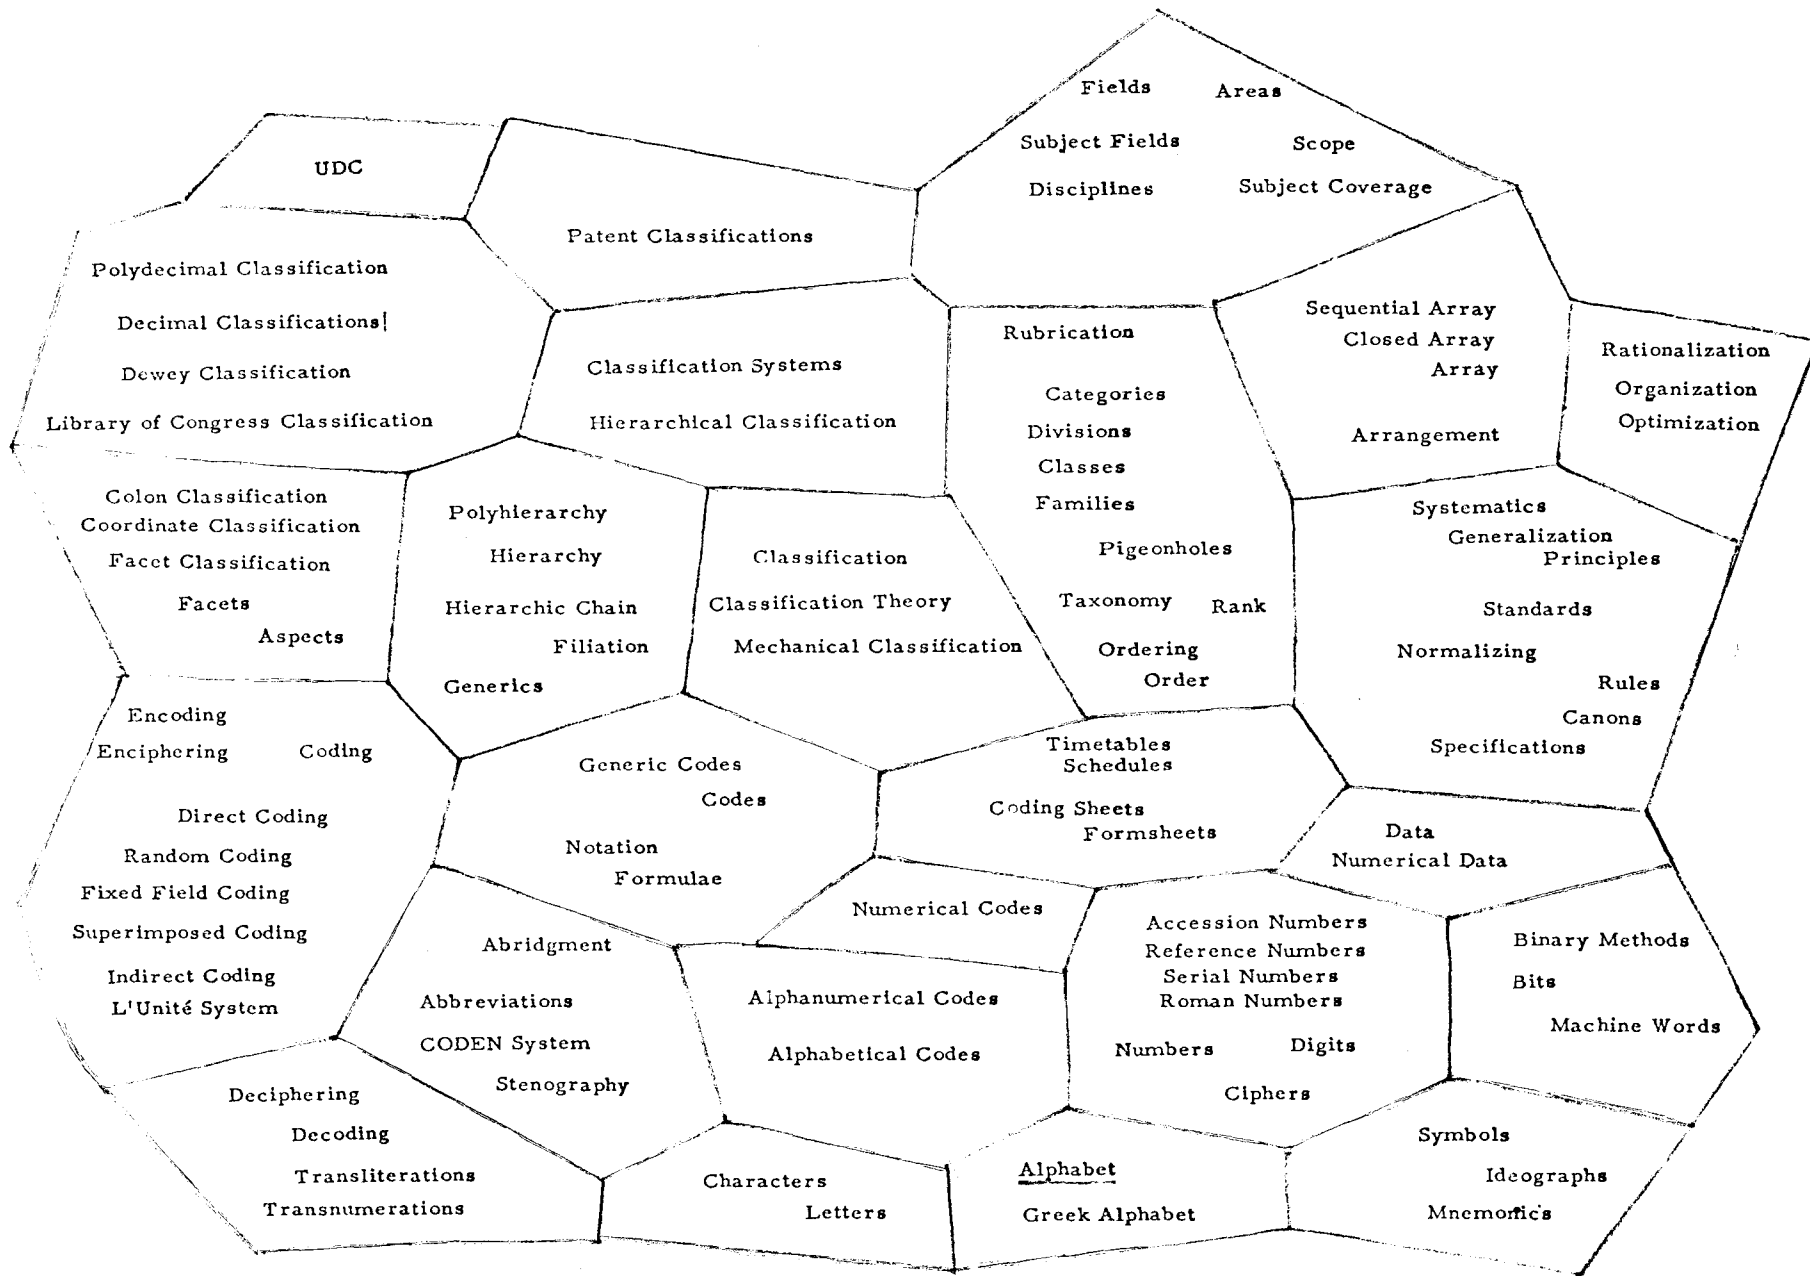 Fields
Areas
Subject Fields
Scope
Disciplines
Subject Coverage
UDC
Patent Classifications
Polydecimal Classification
Decimal Classifications
Dewey Classification
Library of Congress Classification
Classification Systems
Hierarchical Classification
Rubrication
Categories
Divisions
Classes
Families
Pigeonholes
Taxonomy
Rank
Ordering
Order
Sequential Array
Closed Array
Array
Arrangement
Rationalization
Organization
Optimization
Colon Classification
Coordinate Classification
Facet Classification
Facets
Aspects
Polyhierarchy
Hierarchy
Hierarchic Chain
Filiation
Generics
Classification
Classification Theory
Mechanical Classification
Systematics
Generalization
Principles
Standards
Normalizing
Rules
Canons
Specifications
Encoding
Enciphering
Coding
Direct Coding
Random Coding
Fixed Field Coding
Superimposed Coding
Indirect Coding
L'Unité System
Generic Codes
Codes
Notation
Formulae
Timetables
Schedules
Coding Sheets
Formsheets
Data
Numerical Data
Numerical Codes
Abridgment
Abbreviations
CODEN System
Stenography
Alphanumerical Codes
Alphabetical Codes
Accession Numbers
Reference Numbers
Serial Numbers
Roman Numbers
Numbers
Digits
Ciphers
Binary Methods
Bits
Machine Words
Deciphering
Decoding
Transliterations
Transnumerations
Characters
Letters
Alphabet
Greek Alphabet
Symbols
Ideographs
Mnemonics